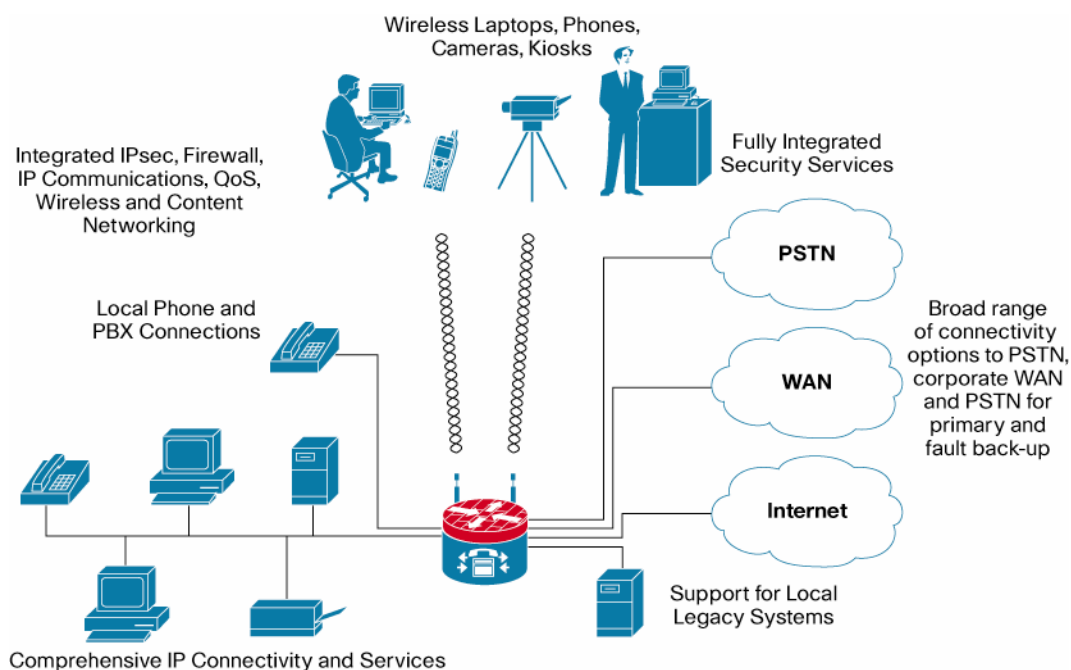 Wireless Laptops, Phones,
Cameras, Kiosks
Integrated IPsec, Firewall,
IP Communications, QoS,
Wireless and Content
Networking
Fully Integrated
Security Services
PSTN
Local Phone and
PBX Connections
Broad range
of connectivity
options to PSTN,
corporate WAN
and PSTN for
primary and
fault back-up
WAN
Internet
Support for Local
Legacy Systems
Comprehensive IP Connectivity and Services